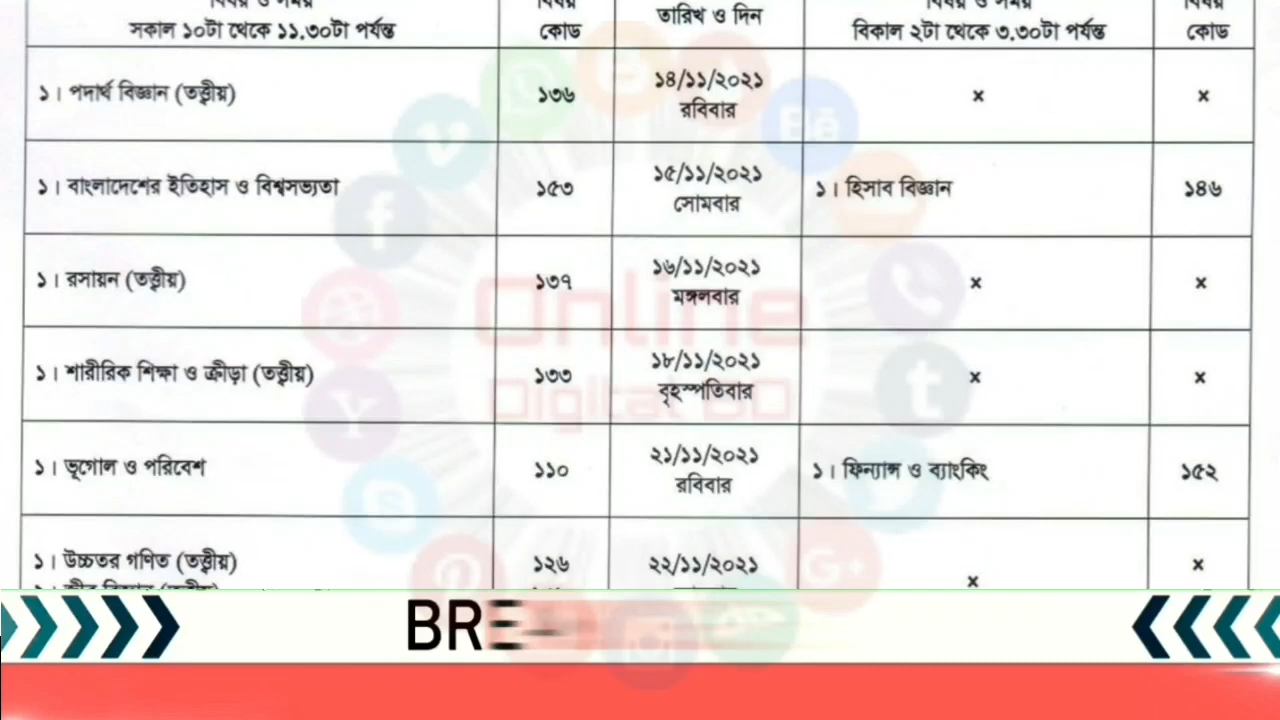 বিষয় ও সময়
বিষয়
তারিখ ও দিন
বিষয় ও সময়
বিষয়
সকাল ১০টা থেকে ১১.৩০টা পর্যন্ত
কোড
বিকাল ২টা থেকে ৩.৩০টা পর্যন্ত
কোড
১। পদার্থ বিজ্ঞান (তত্ত্বীয়)
১৩৬
১৪/১১/২০২১
রবিবার
x
x
১। বাংলাদেশের ইতিহাস ও বিশ্বসভ্যতা
১৫৩
১৫/১১/২০২১
সোমবার
১। হিসাব বিজ্ঞান
১৪৬
১। রসায়ন (তত্ত্বীয়)
১৩৭
১৬/১১/২০২১
মঙ্গলবার
x
x
১। শারীরিক শিক্ষা ও ক্রীড়া (তত্ত্বীয়)
১৩৩
১৮/১১/২০২১
বৃহস্পতিবার
x
x
১। ভূগোল ও পরিবেশ
১১০
২১/১১/২০২১
রবিবার
১। ফিন্যান্স ও ব্যাংকিং
১৫২
১। উচ্চতর গণিত (তত্ত্বীয়)
১২৬
২২/১১/২০২১
x
x
Online
Digital BD
BRE